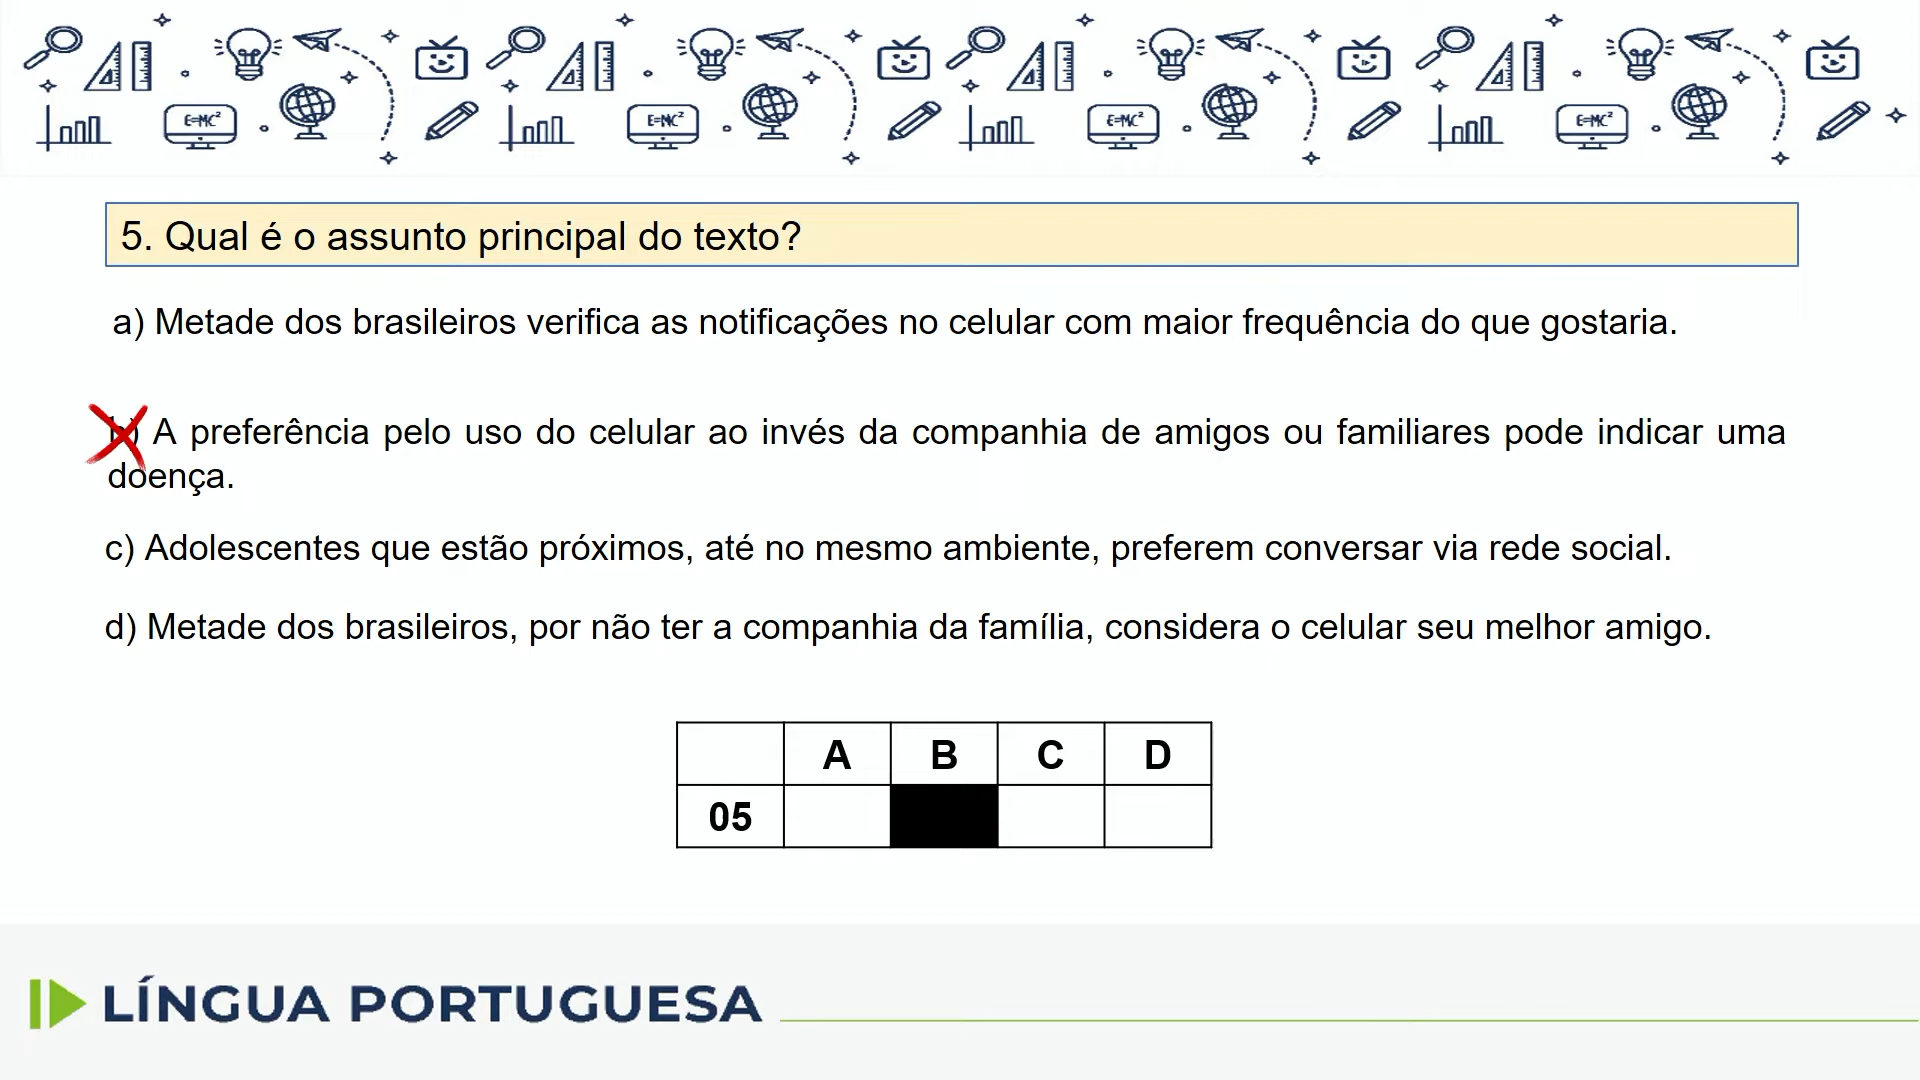 E=MC²
E=MC²
E=MC²
E=MC²
5. Qual é o assunto principal do texto?
a) Metade dos brasileiros verifica as notificações no celular com maior frequência do que gostaria.
b) A preferência pelo uso do celular ao invés da companhia de amigos ou familiares pode indicar uma
doença.
c) Adolescentes que estão próximos, até no mesmo ambiente, preferem conversar via rede social.
d) Metade dos brasileiros, por não ter a companhia da família, considera o celular seu melhor amigo.
A B C D
05
LÍNGUA PORTUGUESA